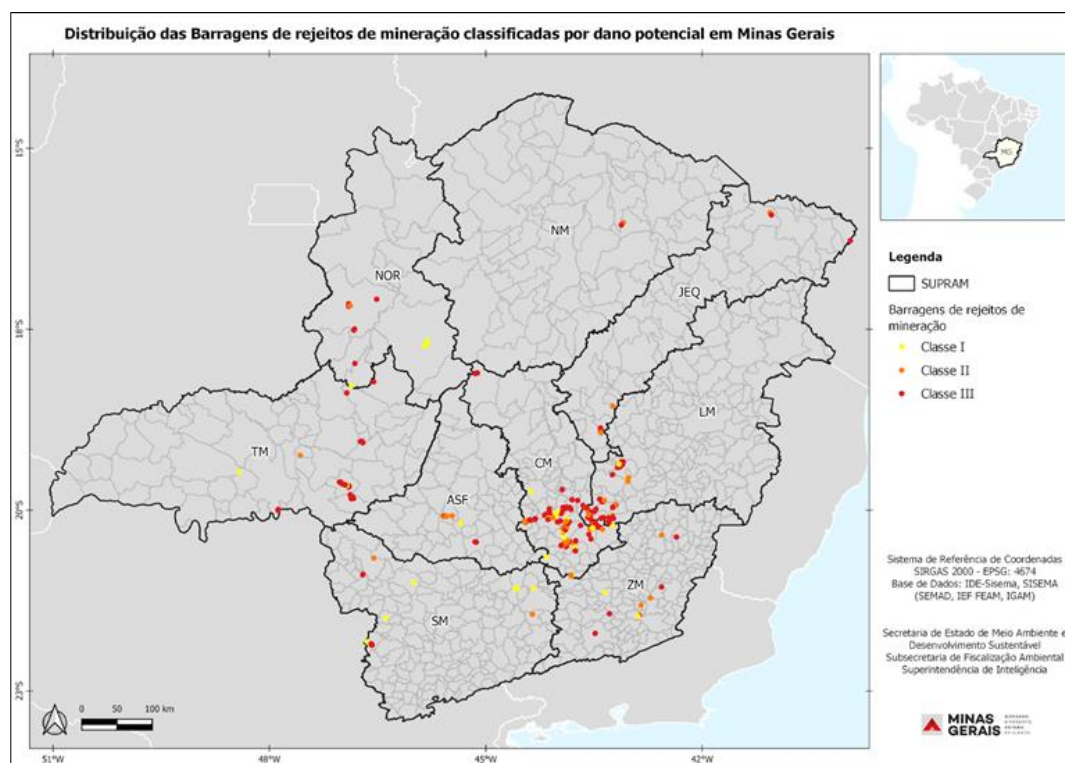 Distribuição das Barragens de rejeitos de mineração classificadas por dano potencial em Minas Gerais
15°S
18°S
20°S
23°S
NM
NOR
JEQ
LM
TM
CM
ASF
ZM
SM
0 50 100 km
51°W 48°W 45°W 42°W
MG
Legenda
SUPRAM
Barragens de rejeitos de
mineração
Classe I
Classe II
Classe III
Sistema de Referência de Coordenadas
SIRGAS 2000 - EPSG: 4674
Base de Dados: IDE-Sisema, SISEMA
(SEMAD, IEF FEAM, IGAM)
Secretaria de Estado de Meio Ambiente e
Desenvolvimento Sustentável
Subsecretaria de Fiscalização Ambiental
Superintendência de Inteligência
MINAS
GERAIS